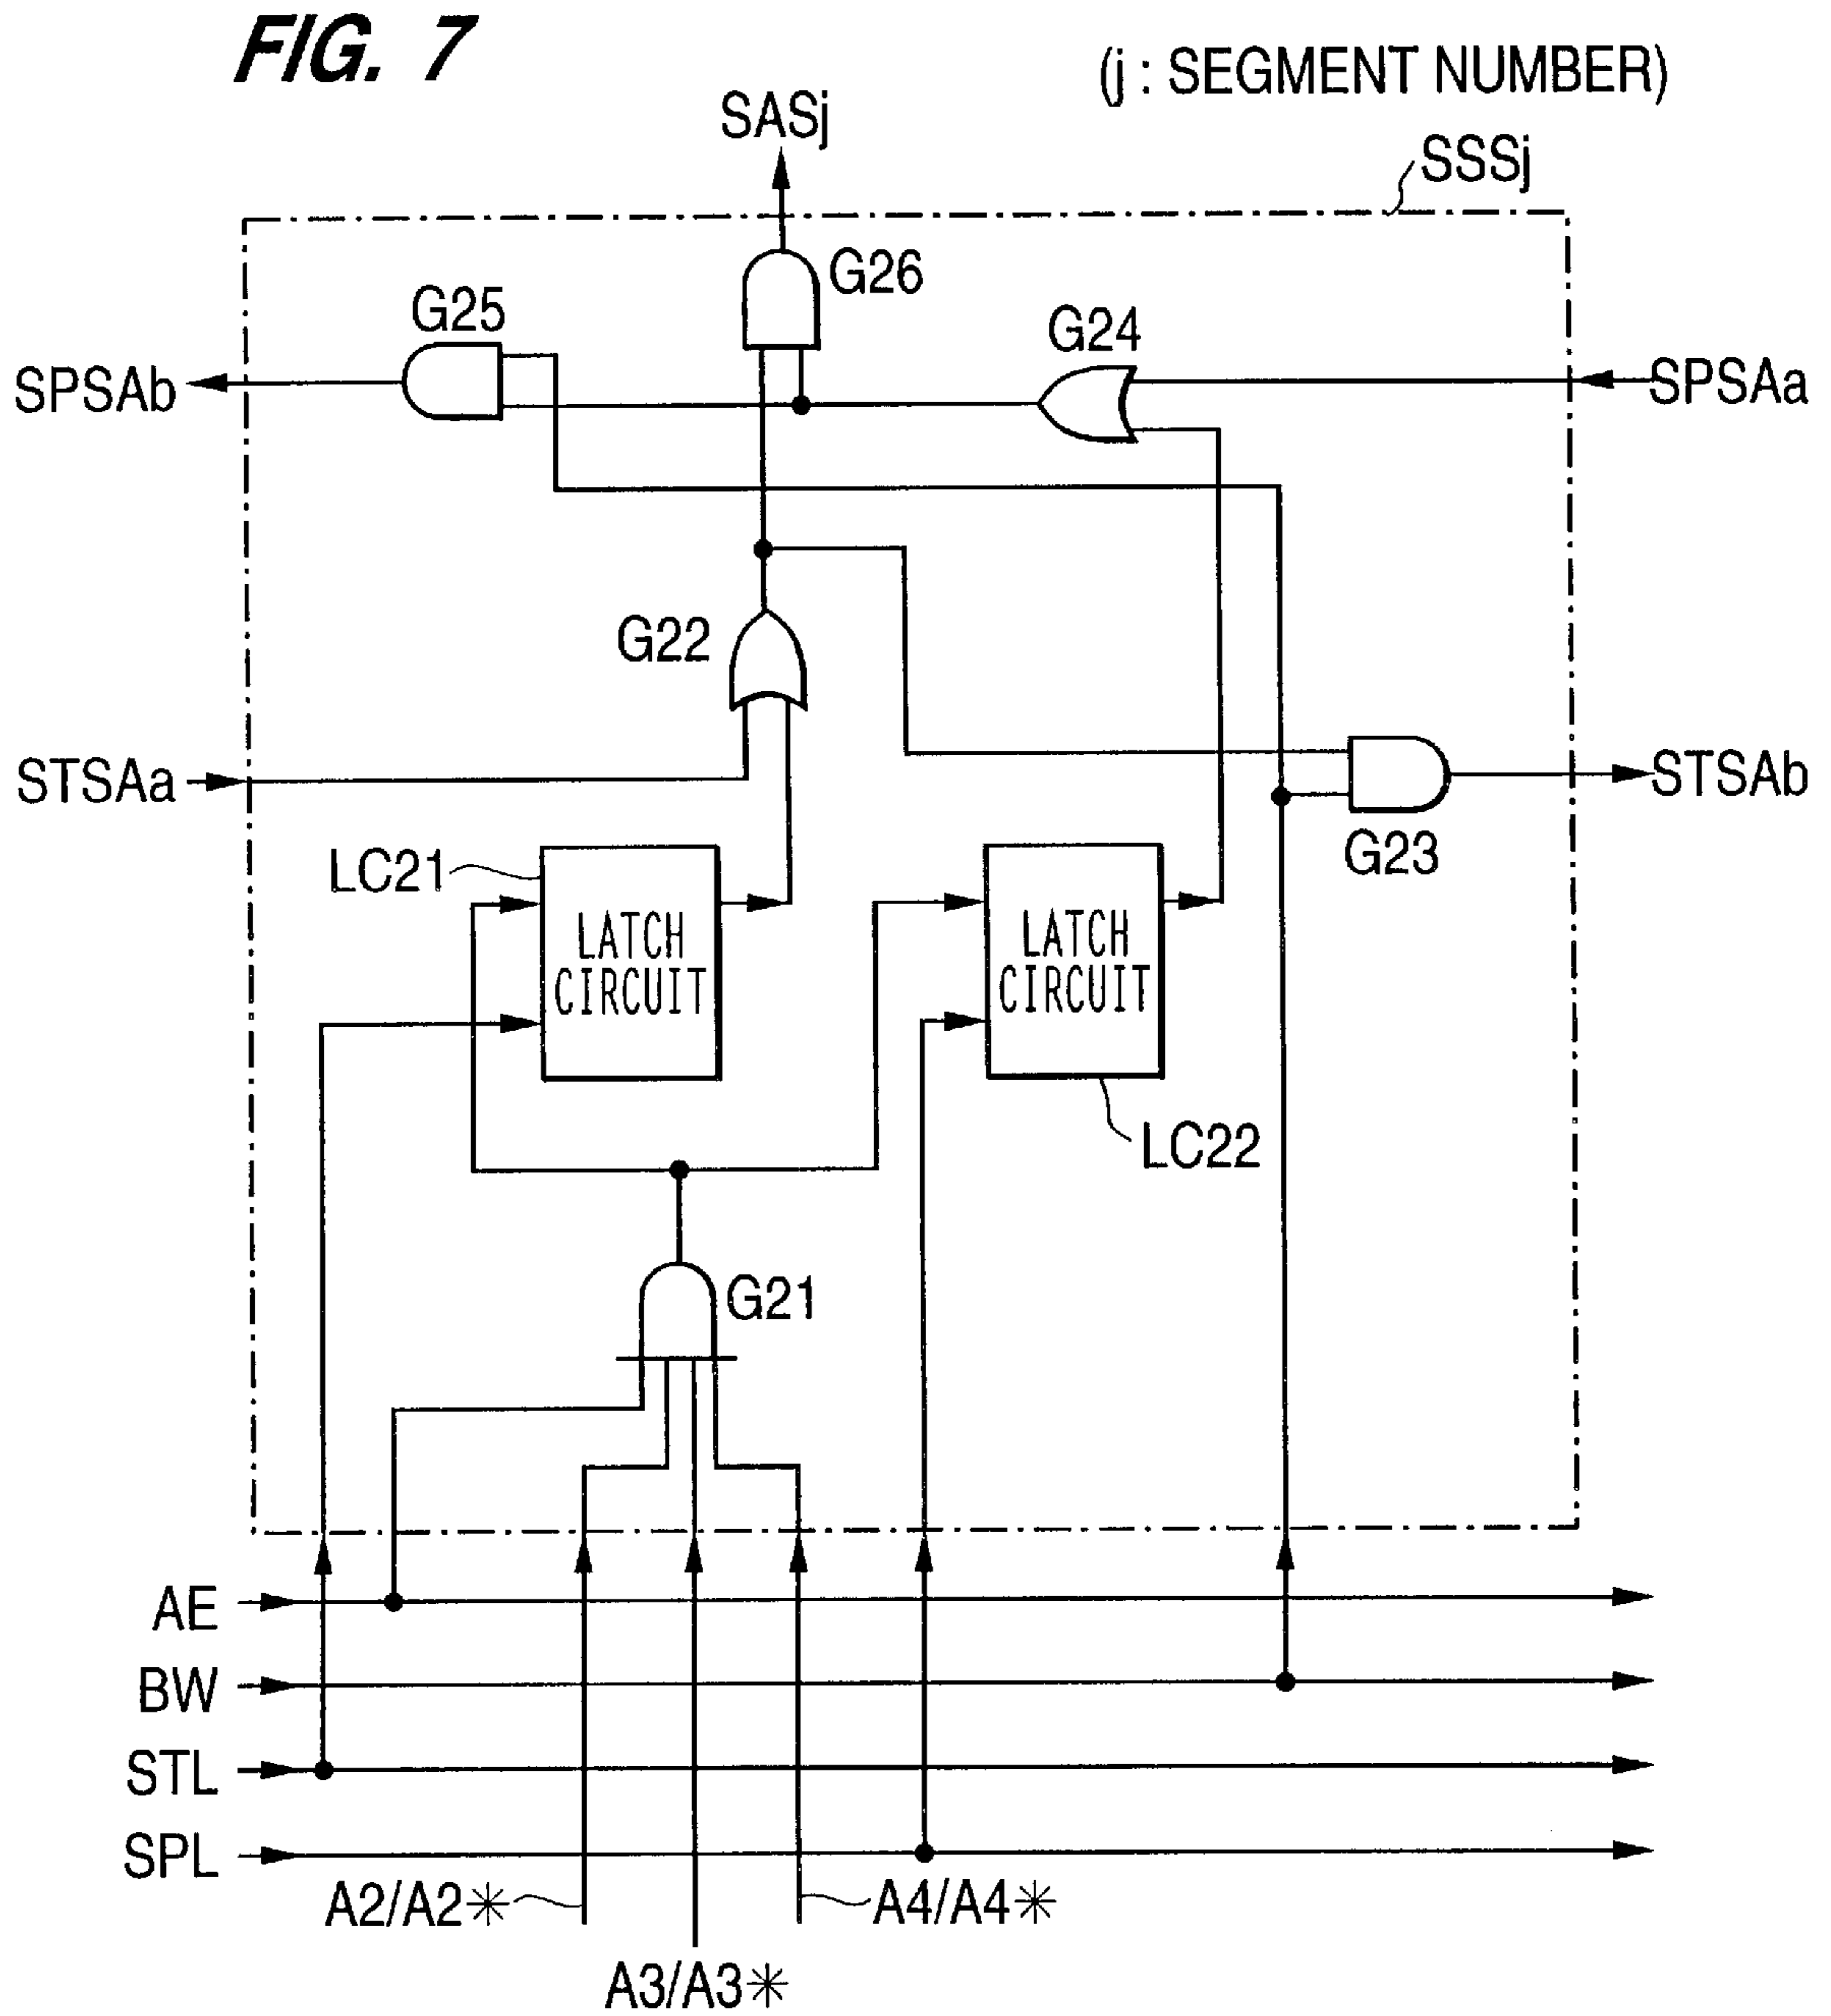 FIG. 7
(j : SEGMENT NUMBER)
SASj
SSSj
G26
G25
G24
SPSAb
SPSAa
G22
STSAa
STSAb
G23
LC21
LATCH
CIRCUIT
LATCH
CIRCUIT
LC22
G21
AE
BW
STL
SPL
A2/A2✳
A4/A4✳
A3/A3✳